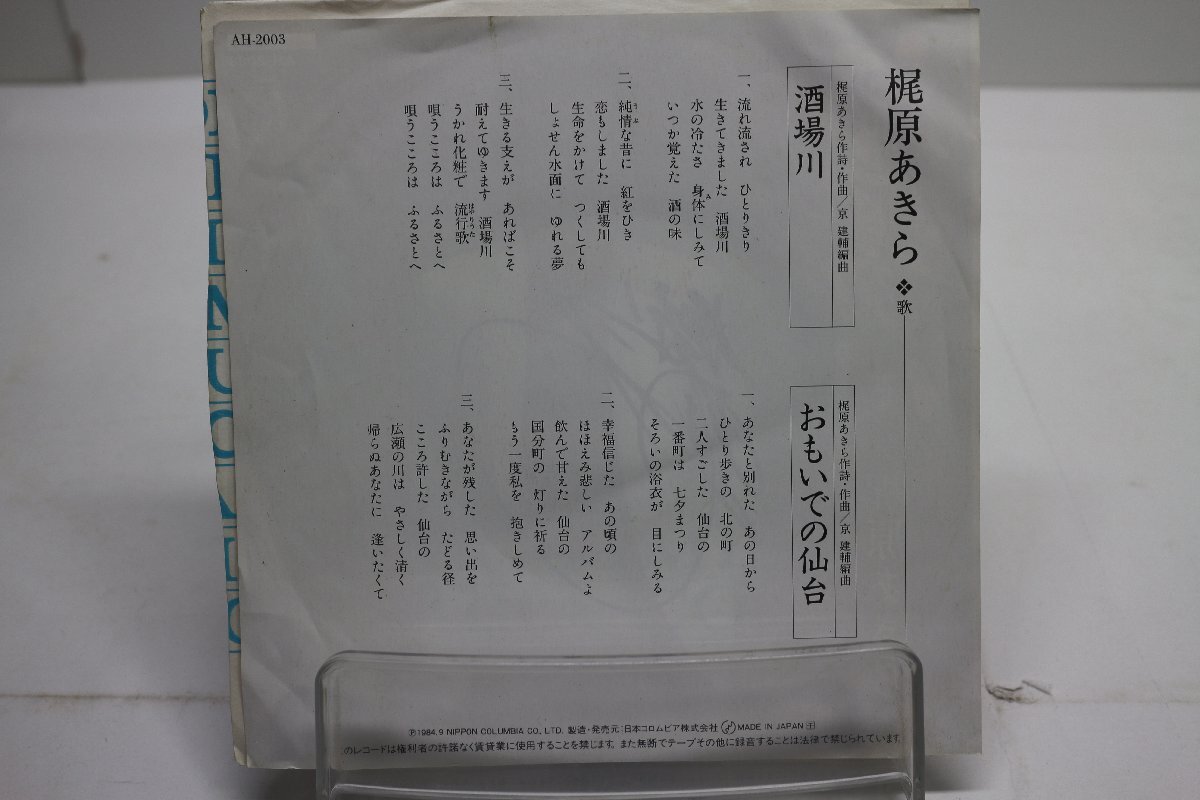 AH-2003
梶原あきら❖歌
梶原あきら作詩・作曲／京 建輔編曲
酒場川
一、流れ流され ひとりきり
生きてきました 酒場川
水の冷たさ 身体にしみて
いつか覚えた 酒の味
二、純情な昔に 紅をひき
恋もしました 酒場川
生命をかけて つくしても
しょせん水面に ゆれる夢
三、生きる支えが あればこそ
耐えてゆきます 酒場川
うかれ化粧で 流行歌
唄うこころは ふるさとへ
唄うこころは ふるさとへ
梶原あきら作詩・作曲／京 建輔編曲
おもいでの仙台
一、あなたと別れた あの日から
ひとり歩きの 北の町
二人すごした 仙台の
一番町は 七夕まつり
そろいの浴衣が 目にしみる
二、幸福信じた あの頃の
ほほえみ悲しい アルバムよ
飲んで甘えた 仙台の
国分町の 灯りに祈る
もう一度私を 抱きしめて
三、あなたが残した 思い出を
ふりむきながら たどる径
こころ許した 仙台の
広瀬の川は やさしく清く
帰らぬあなたに 逢いたくて
Ⓟ1984.9 NIPPON COLUMBIA CO., LTD. 製造・発売元:日本コロムビア株式会社 MADE IN JAPAN
このレコードは権利者の許諾なく賃貸業に使用することを禁じます。また無断でテープその他に録音することは法律で禁じられています。